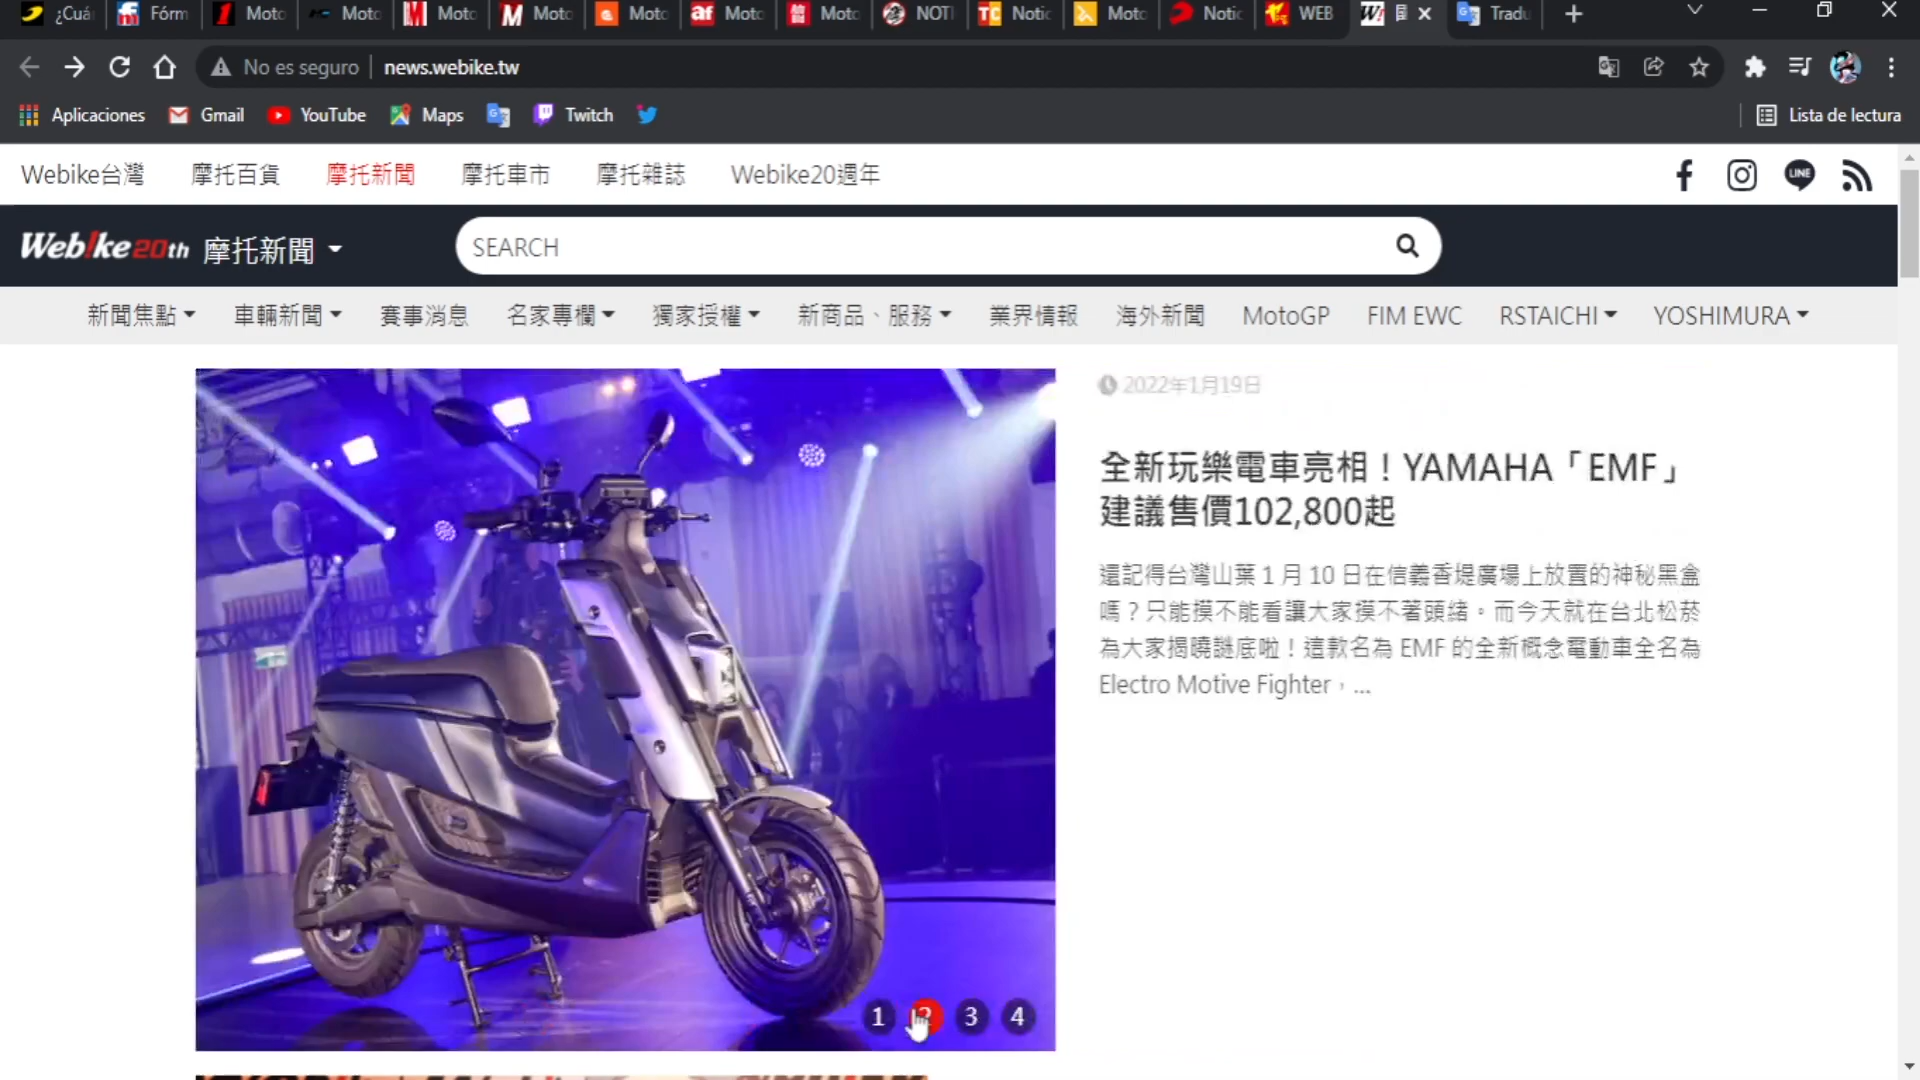 ¿Cuá Fórm Moto Moto Moto Moto Moto Moto Moto NOTI Notic Moto Notic WEB Tradu
No es seguro news.webike.tw
Aplicaciones Gmail YouTube Maps Twitch Lista de lectura
Webike台灣 摩托百貨 摩托新聞 摩托車市 摩托雜誌 Webike20週年 LINE
Web!ke20th 摩托新聞 SEARCH
新聞焦點 車輛新聞 賽事消息 名家專欄 獨家授權 新商品、服務 業界情報 海外新聞 MotoGP FIM EWC RSTAICHI YOSHIMURA
2022年1月19日
全新玩樂電車亮相！YAMAHA「EMF」
建議售價102,800起
還記得台灣山葉 1 月 10 日在信義香堤廣場上放置的神秘黑盒
嗎？只能摸不能看讓大家摸不著頭緒。而今天就在台北松菸
為大家揭曉謎底啦！這款名為 EMF 的全新概念電動車全名為
Electro Motive Fighter，...
1 2 3 4